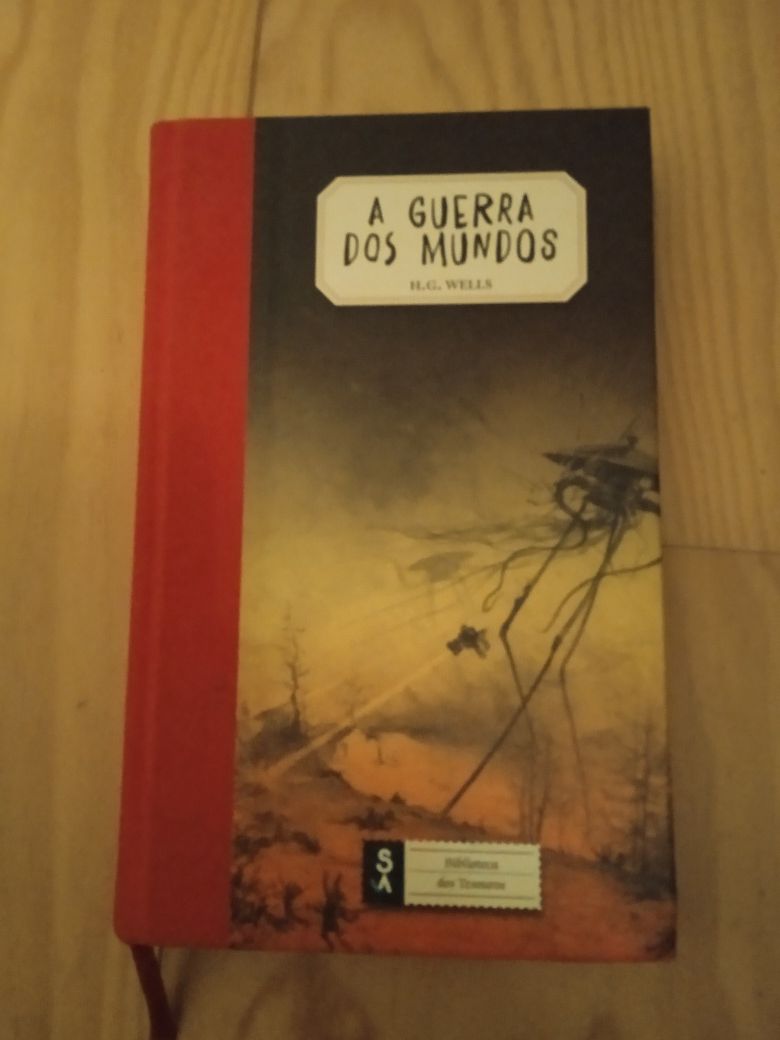 A GUERRA
DOS MUNDOS
H.G. WELLS
S
A
Biblioteca
dos Tesouros